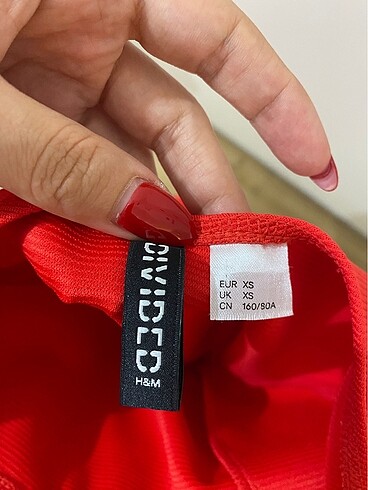 DIVIDED
H&M
EUR XS
UK XS
CN 160/80A